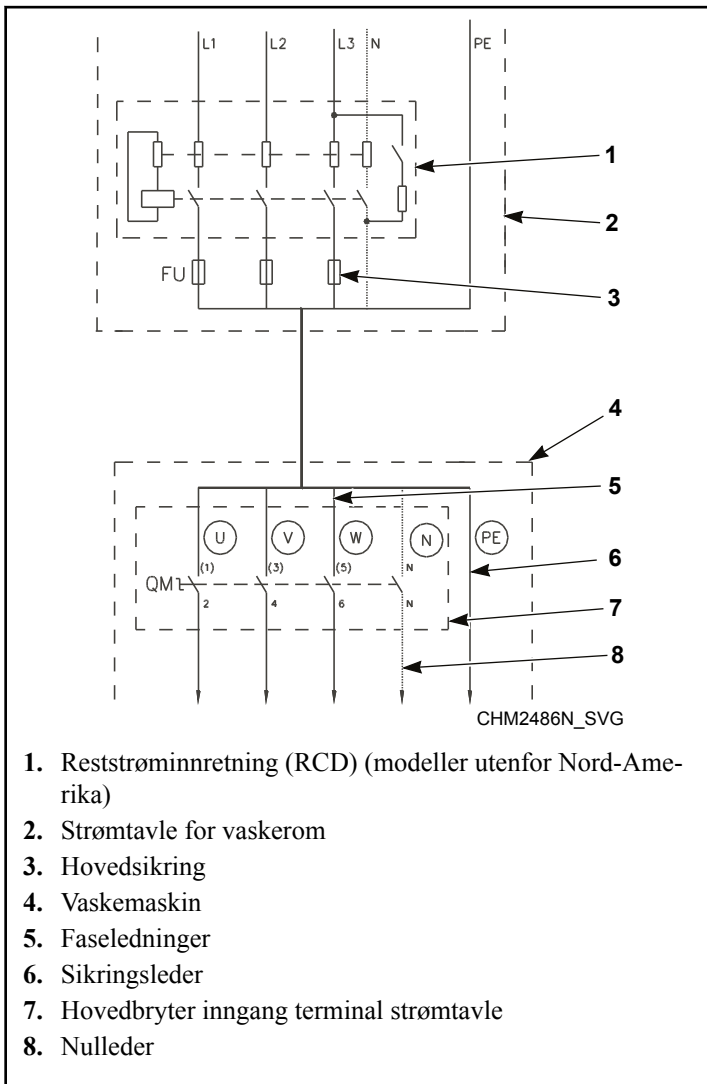 L1 L2 L3 N PE
1
2
FU 3
4
5
U V W N PE
(1) (3) (5) N
6
QM
2 4 6 N
7
8
CHM2486N_SVG
1. Reststrøminnretning (RCD) (modeller utenfor Nord-Ame-
rika)
2. Strømtavle for vaskerom
3. Hovedsikring
4. Vaskemaskin
5. Faseledninger
6. Sikringsleder
7. Hovedbryter inngang terminal strømtavle
8. Nulleder